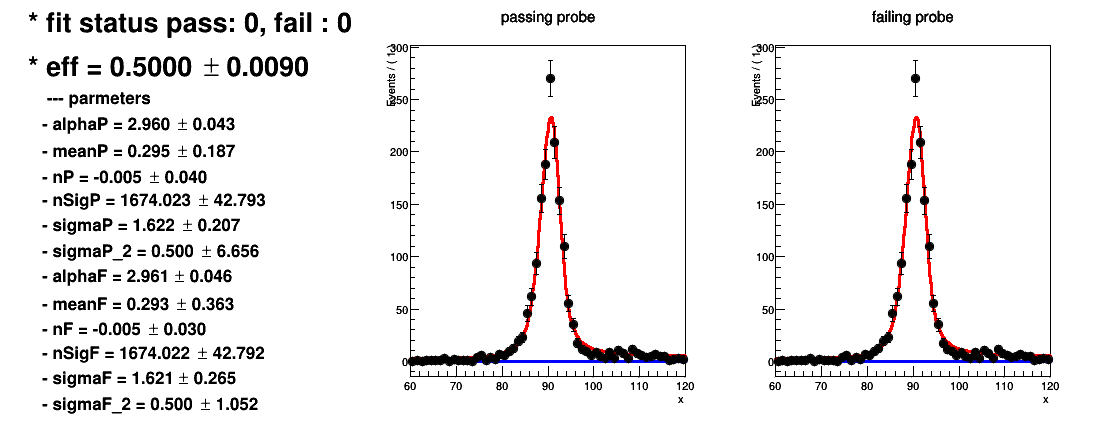 * fit status pass: 0, fail : 0
* eff = 0.5000 ± 0.0090
--- parmeters
- alphaP = 2.960 ± 0.043
- meanP = 0.295 ± 0.187
- nP = -0.005 ± 0.040
- nSigP = 1674.023 ± 42.793
- sigmaP = 1.622 ± 0.207
- sigmaP_2 = 0.500 ± 6.656
- alphaF = 2.961 ± 0.046
- meanF = 0.293 ± 0.363
- nF = -0.005 ± 0.030
- nSigF = 1674.022 ± 42.792
- sigmaF = 1.621 ± 0.265
- sigmaF_2 = 0.500 ± 1.052
passing probe
Events / ( 1 )
300
250
200
150
100
50
0
60 70 80 90 100 110 120
x
failing probe
Events / ( 1 )
300
250
200
150
100
50
0
60 70 80 90 100 110 120
x